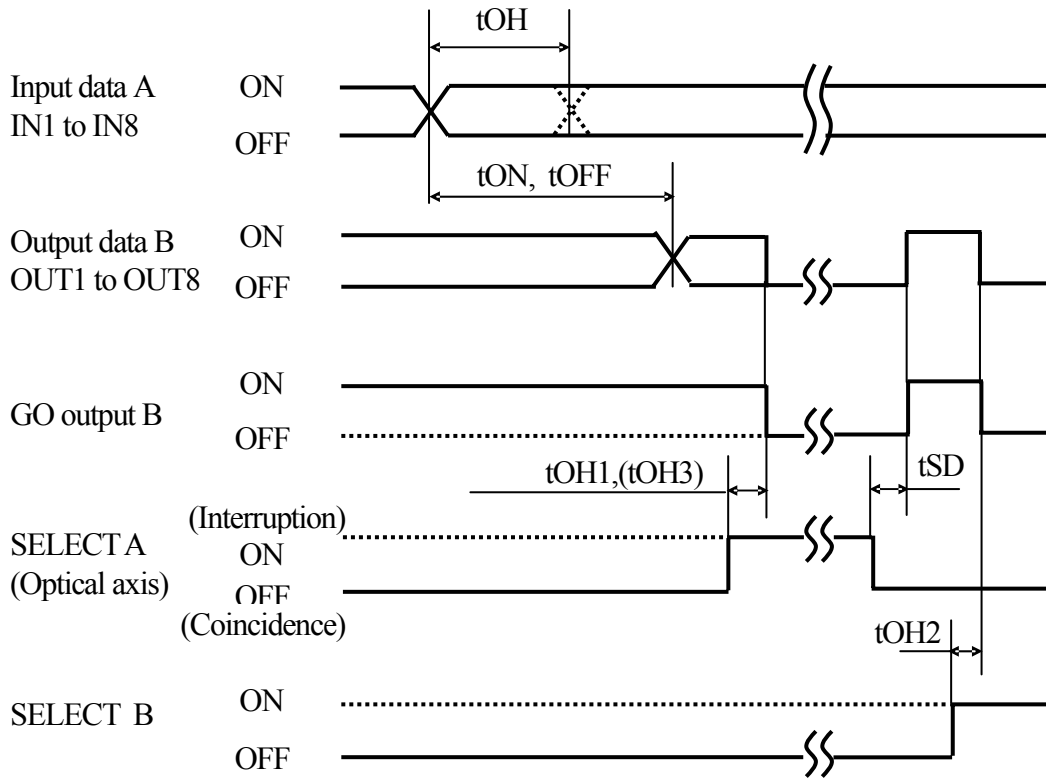 tOH
Input data A
IN1 to IN8
ON
OFF
tON, tOFF
Output data B
OUT1 to OUT8
ON
OFF
GO output B
ON
OFF
tOH1,(tOH3)
tSD
(Interruption)
SELECT A
ON
(Optical axis)
OFF
(Coincidence)
tOH2
SELECT B
ON
OFF